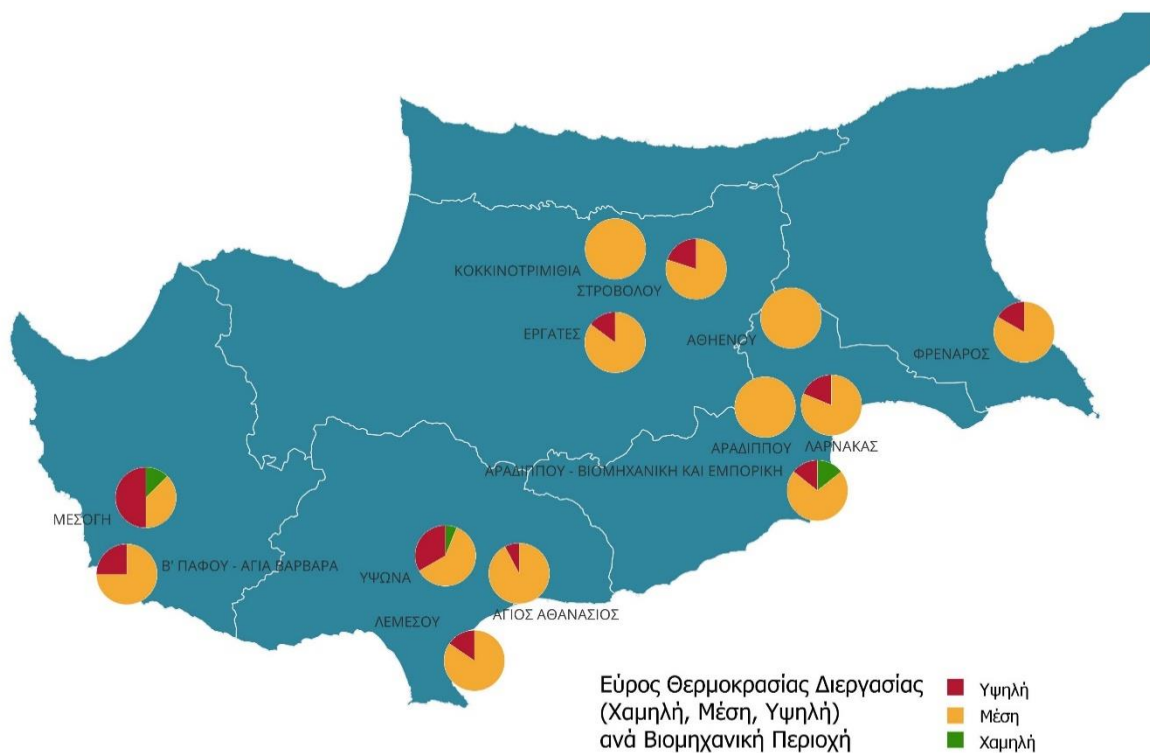 ΚΟΚΚΙΝΟΤΡΙΜΙΘΙΑ
ΣΤΡΟΒΟΛΟΥ
ΕΡΓΑΤΕΣ
ΑΘΗΕΝΟΥ
ΦΡΕΝΑΡΟΣ
ΑΡΑΔΙΠΠΟΥ
ΛΑΡΝΑΚΑΣ
ΑΡΑΔΙΠΠΟΥ - ΒΙΟΜΗΧΑΝΙΚΗ ΚΑΙ ΕΜΠΟΡΙΚΗ
ΜΕΣΟΓΗ
Β' ΠΑΦΟΥ - ΑΓΙΑ ΒΑΡΒΑΡΑ
ΥΨΩΝΑ
ΑΓΙΟΣ ΑΘΑΝΑΣΙΟΣ
ΛΕΜΕΣΟΥ
Εύρος Θερμοκρασίας Διεργασίας
(Χαμηλή, Μέση, Υψηλή)
ανά Βιομηχανική Περιοχή
Υψηλή
Μέση
Χαμηλή